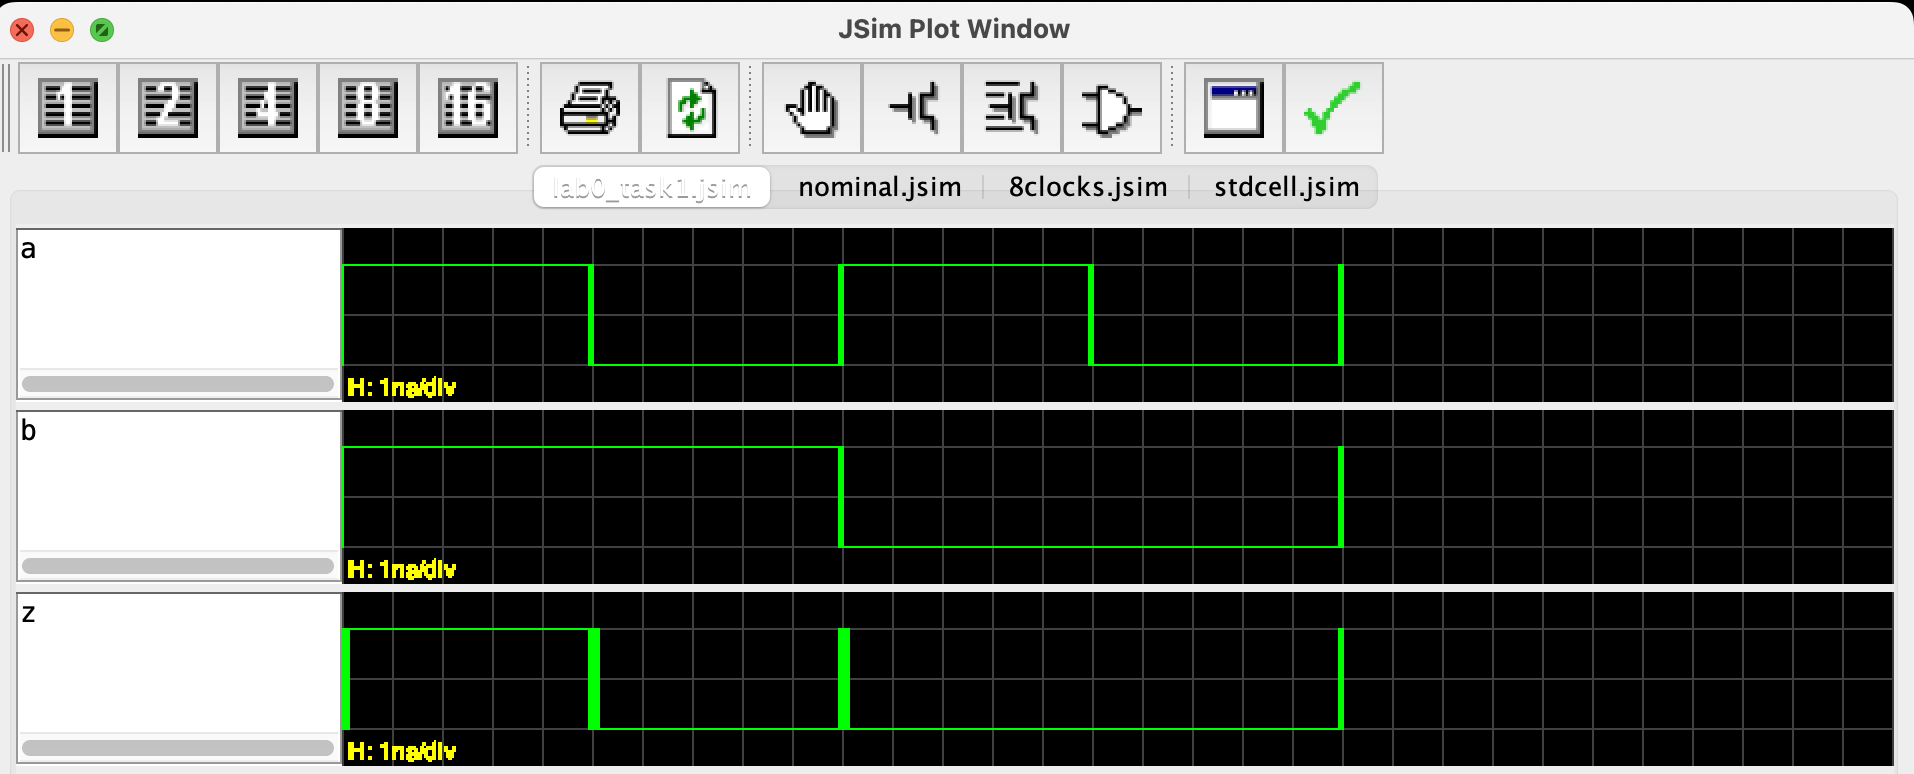 JSim Plot Window
1 2 4 8 16
lab0_task1.jsim nominal.jsim 8clocks.jsim stdcell.jsim
a
H: 1ns/div
b
H: 1ns/div
z
H: 1ns/div